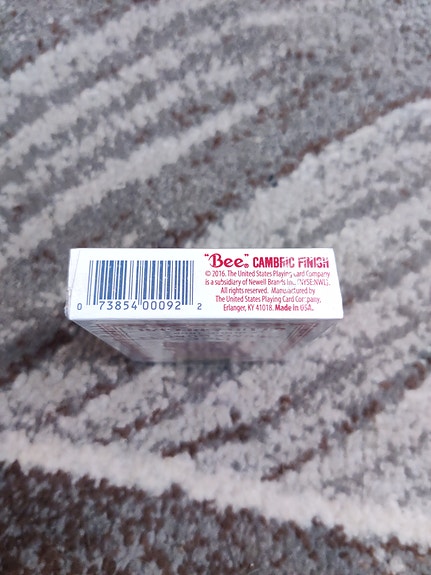 "Bee®" CAMBRIC FINISH
© 2016, The United States Playing Card Company
is a subsidiary of Newell Brands Inc. (NYSE:NWL).
All rights reserved. Manufactured by
The United States Playing Card Company,
Erlanger, KY 41018. Made in USA.
0 73854 00092 2